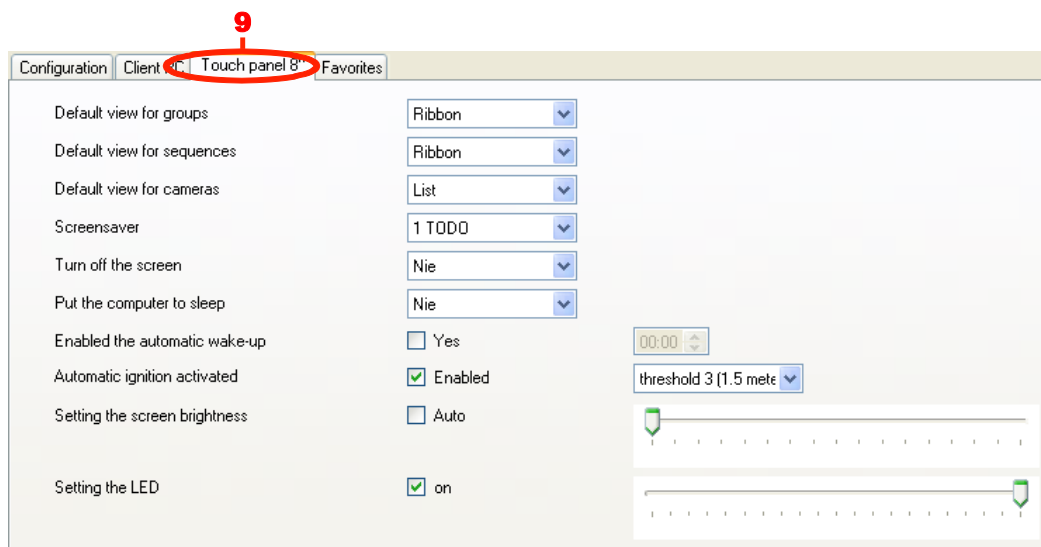 9
Configuration Client PC Touch panel 8" Favorites
Default view for groups Ribbon
Default view for sequences Ribbon
Default view for cameras List
Screensaver 1 TODO
Turn off the screen Nie
Put the computer to sleep Nie
Enabled the automatic wake-up Yes 00:00
Automatic ignition activated Enabled threshold 3 (1.5 mete
Setting the screen brightness Auto
Setting the LED on